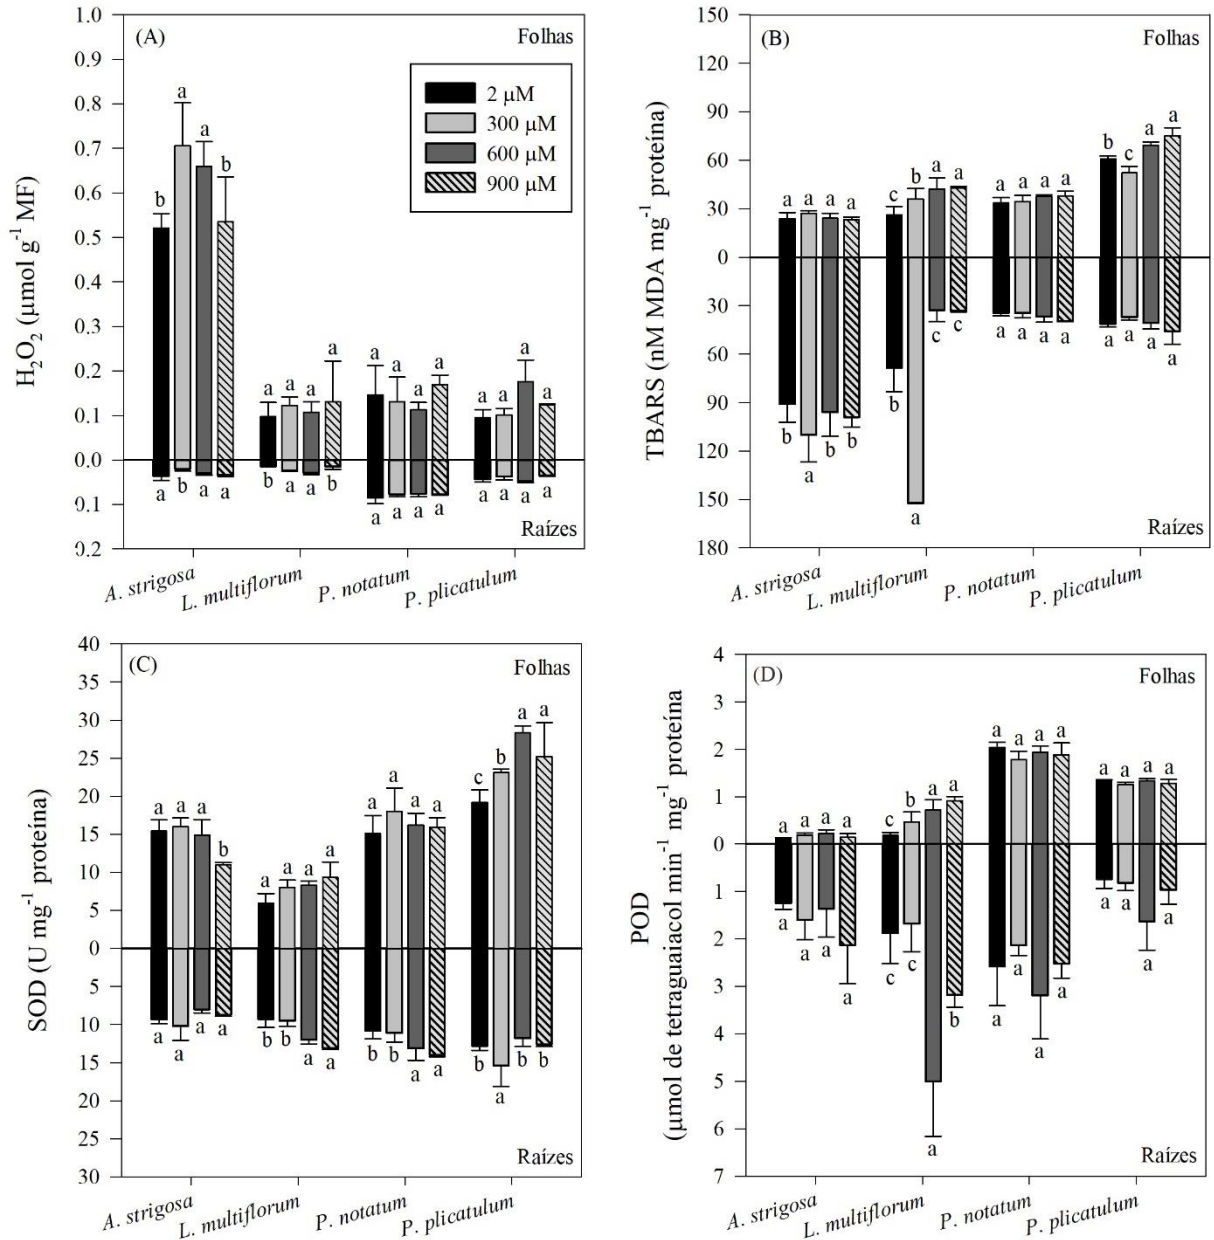 (A)
Folhas
1.0
0.9
0.8
0.7
0.6
0.5
0.4
0.3
0.2
0.1
0.0
0.1
0.2
H₂O₂ (μmol g⁻¹ MF)
2 μM
300 μM
600 μM
900 μM
b a a b a a a a a a a a a a a a
a b a a b a a b a a a a a a a a
Raízes
A. strigosa
L. multiflorum
P. notatum
P. plicatulum
(B)
Folhas
150
120
90
60
30
0
30
60
90
120
150
180
TBARS (nM MDA mg⁻¹ proteína)
a a a a c b a a a a a a b c a a
b a b b b a c c a a a a a a a a
Raízes
A. strigosa
L. multiflorum
P. notatum
P. plicatulum
(C)
Folhas
40
35
30
25
20
15
10
5
0
5
10
15
20
25
30
SOD (U mg⁻¹ proteína)
a a a b a a a a a a a a c b a a
a a a a b b a a b b a a b a b b
Raízes
A. strigosa
L. multiflorum
P. notatum
P. plicatulum
(D)
Folhas
4
3
2
1
0
1
2
3
4
5
6
7
POD
(μmol de tetraguaiacol min⁻¹ mg⁻¹ proteína
a a a a c b a a a a a a a a a a
a a a a c c a b a a a a a a a a
Raízes
A. strigosa
L. multiflorum
P. notatum
P. plicatulum